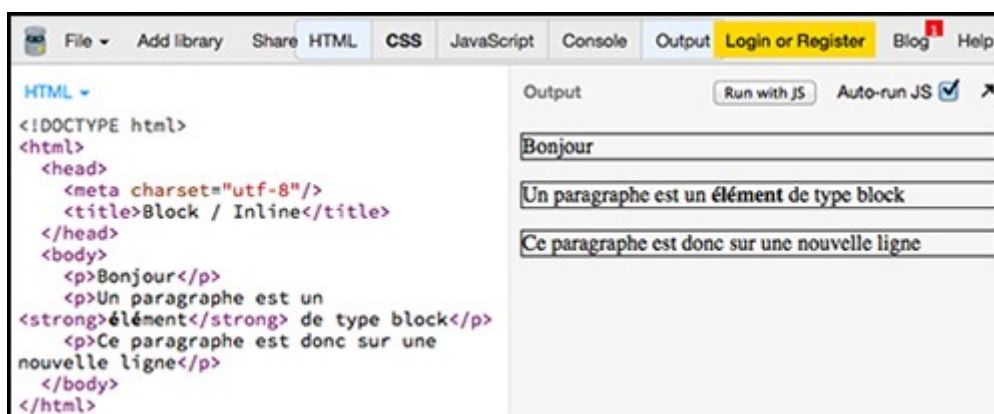 File Add library Share HTML CSS JavaScript Console Output Login or Register Blog 1 Help
HTML
<!DOCTYPE html>
<html>
<head>
<meta charset="utf-8"/>
<title>Block / Inline</title>
</head>
<body>
<p>Bonjour</p>
<p>Un paragraphe est un
<strong>élément</strong> de type block</p>
<p>Ce paragraphe est donc sur une
nouvelle ligne</p>
</body>
</html>
Output Run with JS Auto-run JS
Bonjour
Un paragraphe est un élément de type block
Ce paragraphe est donc sur une nouvelle ligne